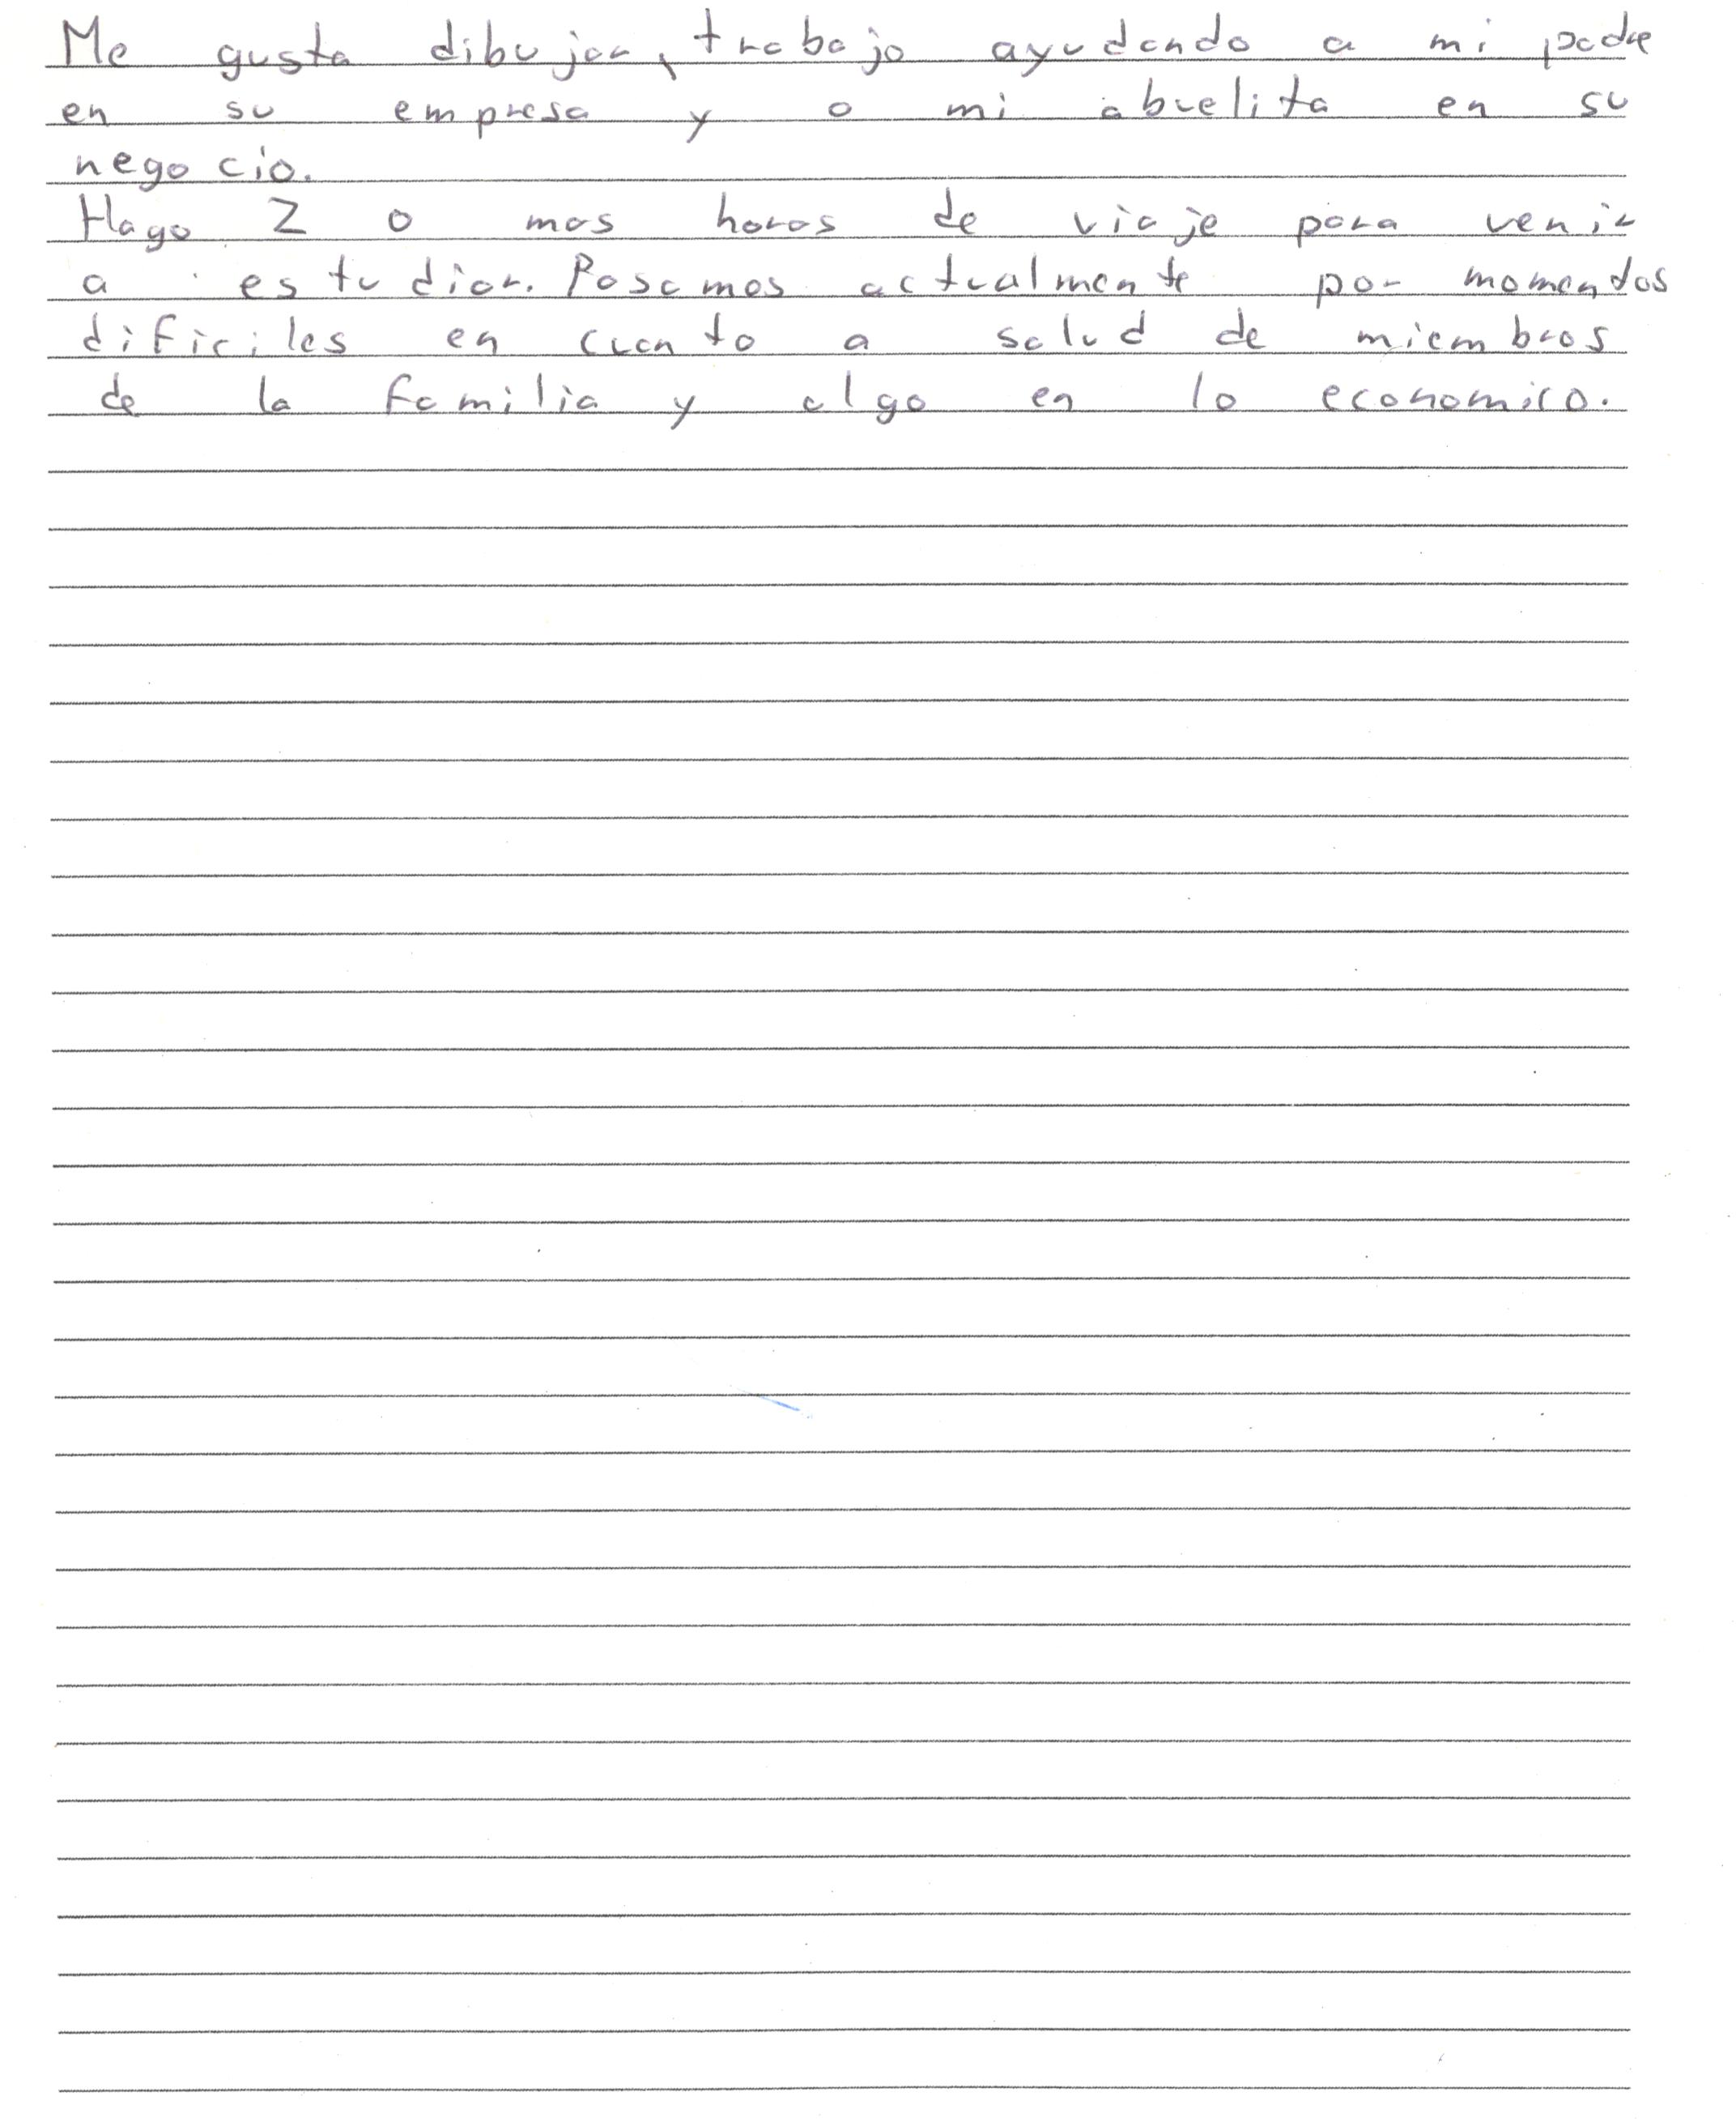 Me gusta dibujar, trabajo ayudando a mi padre
en su empresa y a mi abuelita en su
negocio.
Hago 2 o mas horas de viaje para venir
a estudiar. Pasamos actualmente por momentos
dificiles en cuanto a salud de miembros
de la familia y algo en lo economico.